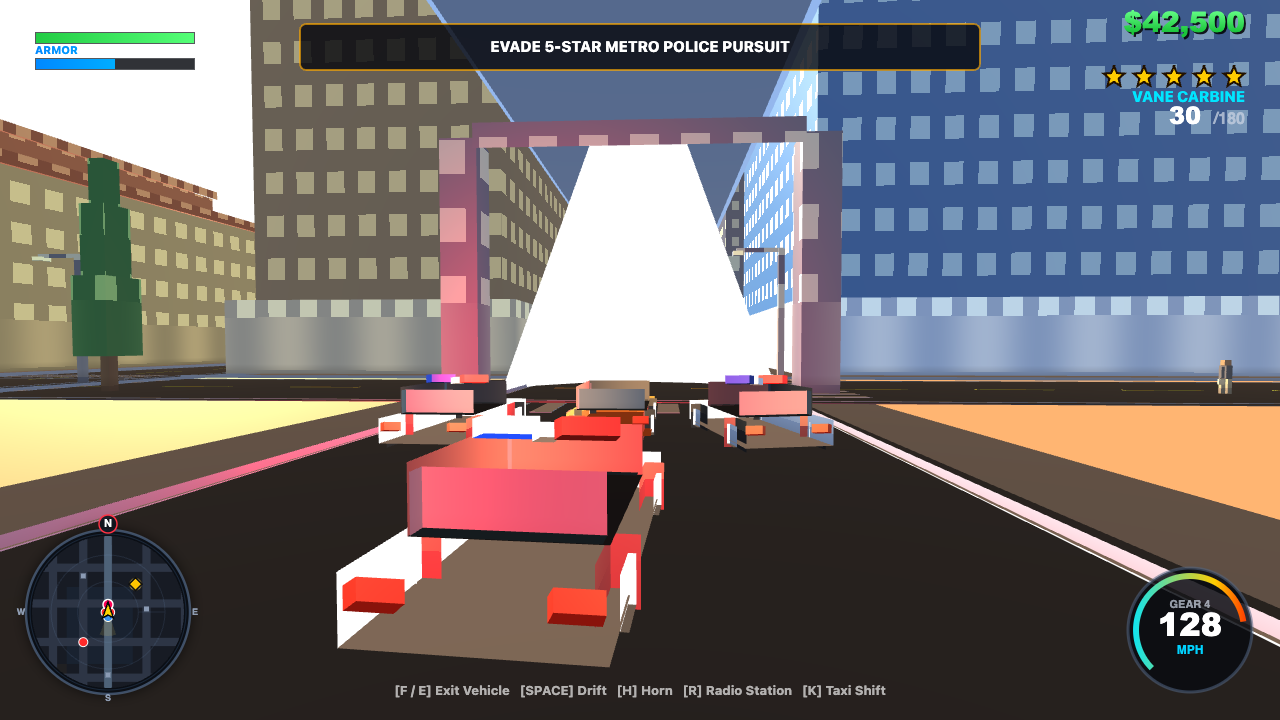 ARMOR
EVADE 5-STAR METRO POLICE PURSUIT
$42,500
VANE CARBINE
30 /180
N
W
E
S
GEAR 4
128
MPH
[F / E] Exit Vehicle [SPACE] Drift [H] Horn [R] Radio Station [K] Taxi Shift